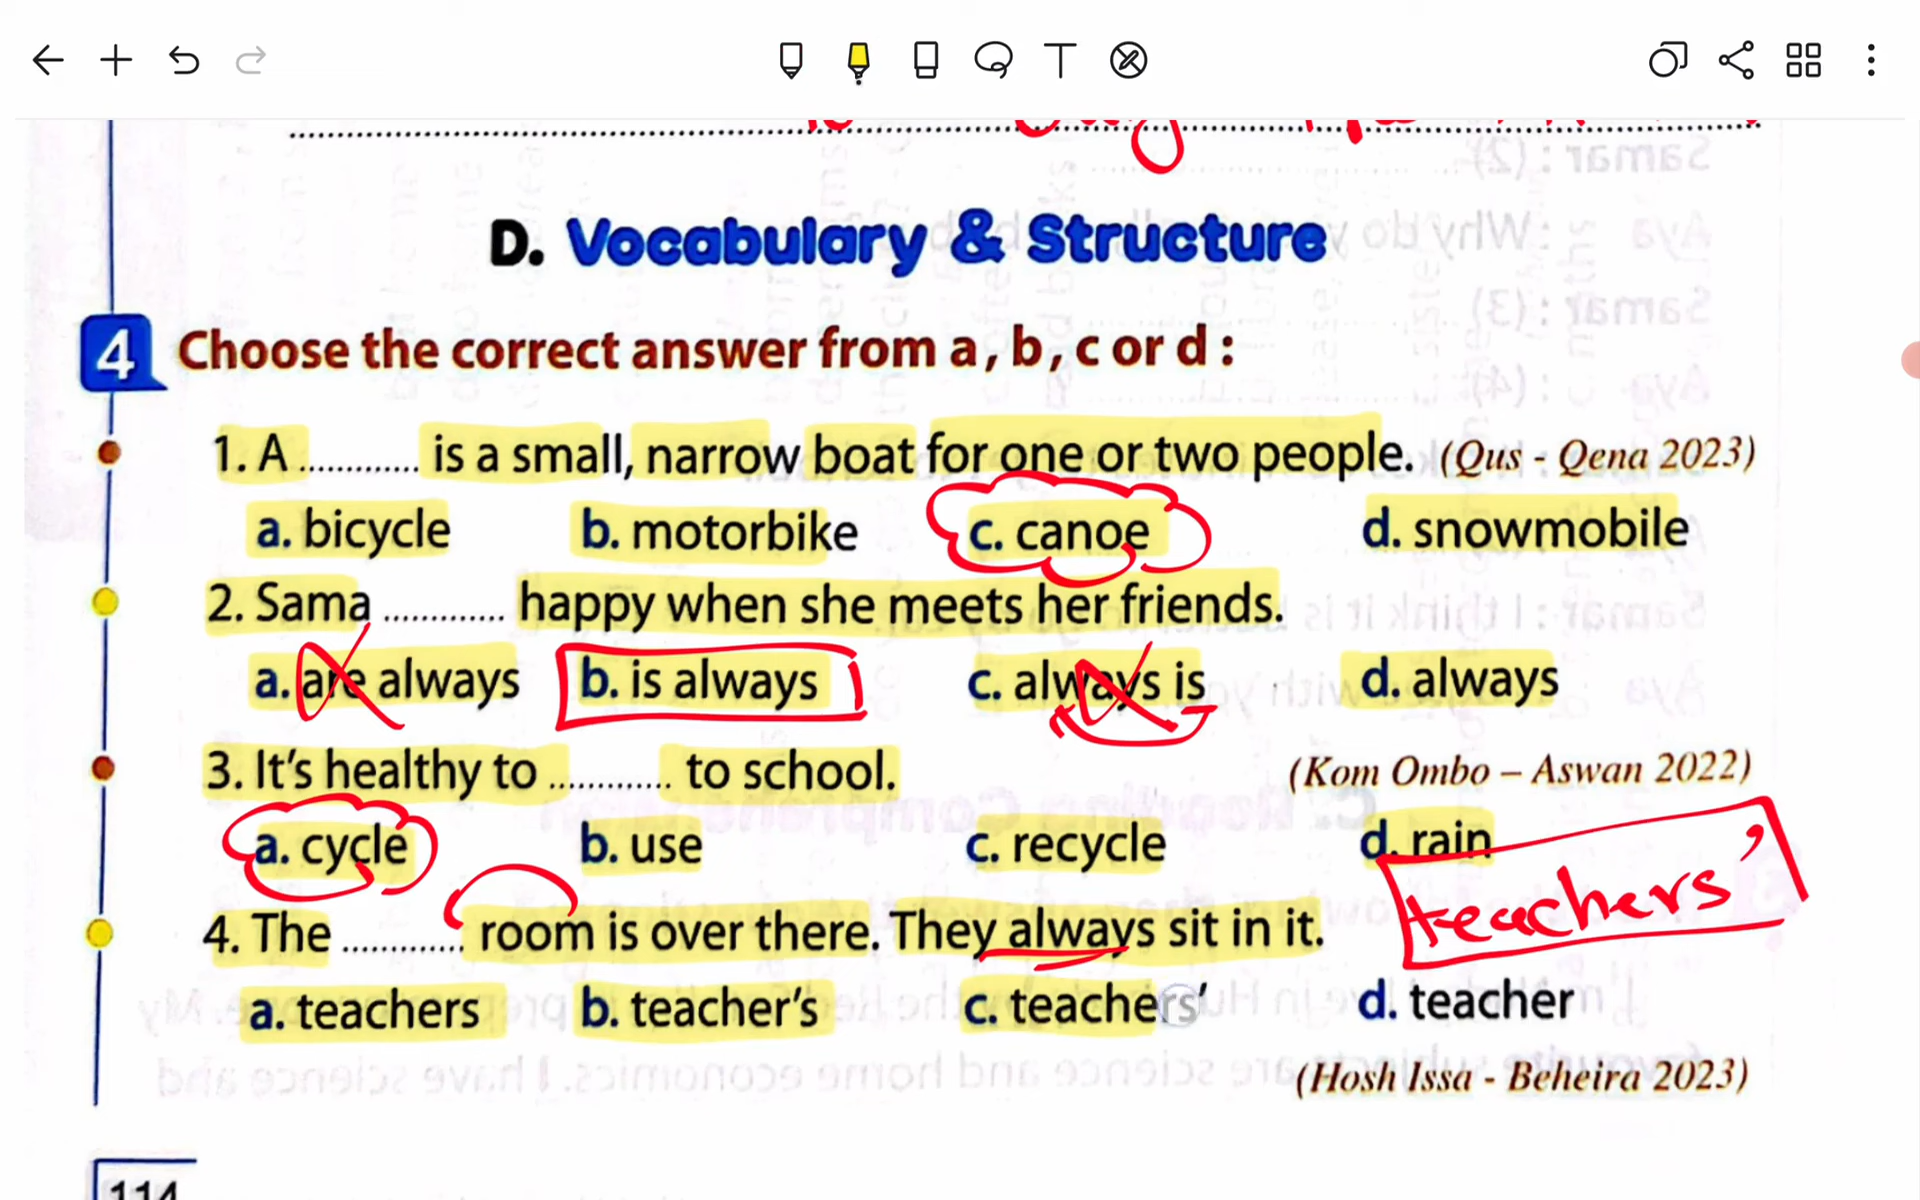 D. Vocabulary & Structure
4 Choose the correct answer from a, b, c or d :
1. A ............ is a small, narrow boat for one or two people. (Qus - Qena 2023)
a. bicycle b. motorbike c. canoe d. snowmobile
2. Sama ............ happy when she meets her friends.
a. are always b. is always c. always is d. always
3. It's healthy to ............ to school. (Kom Ombo – Aswan 2022)
a. cycle b. use c. recycle d. rain
teachers'
4. The ............ room is over there. They always sit in it.
a. teachers b. teacher's c. teachers' d. teacher
(Hosh Issa - Beheira 2023)
114